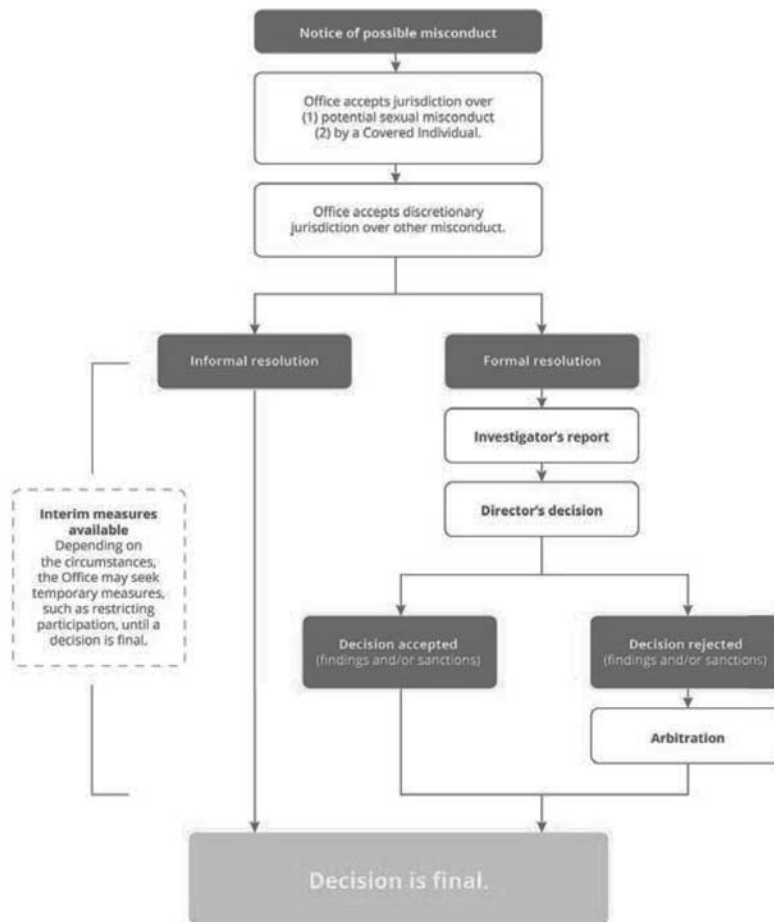 Notice of possible misconduct
Office accepts jurisdiction over
(1) potential sexual misconduct
(2) by a Covered Individual.
Office accepts discretionary
jurisdiction over other misconduct.
Informal resolution
Formal resolution
Investigator's report
Director's decision
Interim measures
available
Depending on
the circumstances,
the Office may seek
temporary measures,
such as restricting
participation, until a
decision is final.
Decision accepted
(findings and/or sanctions)
Decision rejected
(findings and/or sanctions)
Arbitration
Decision is final.